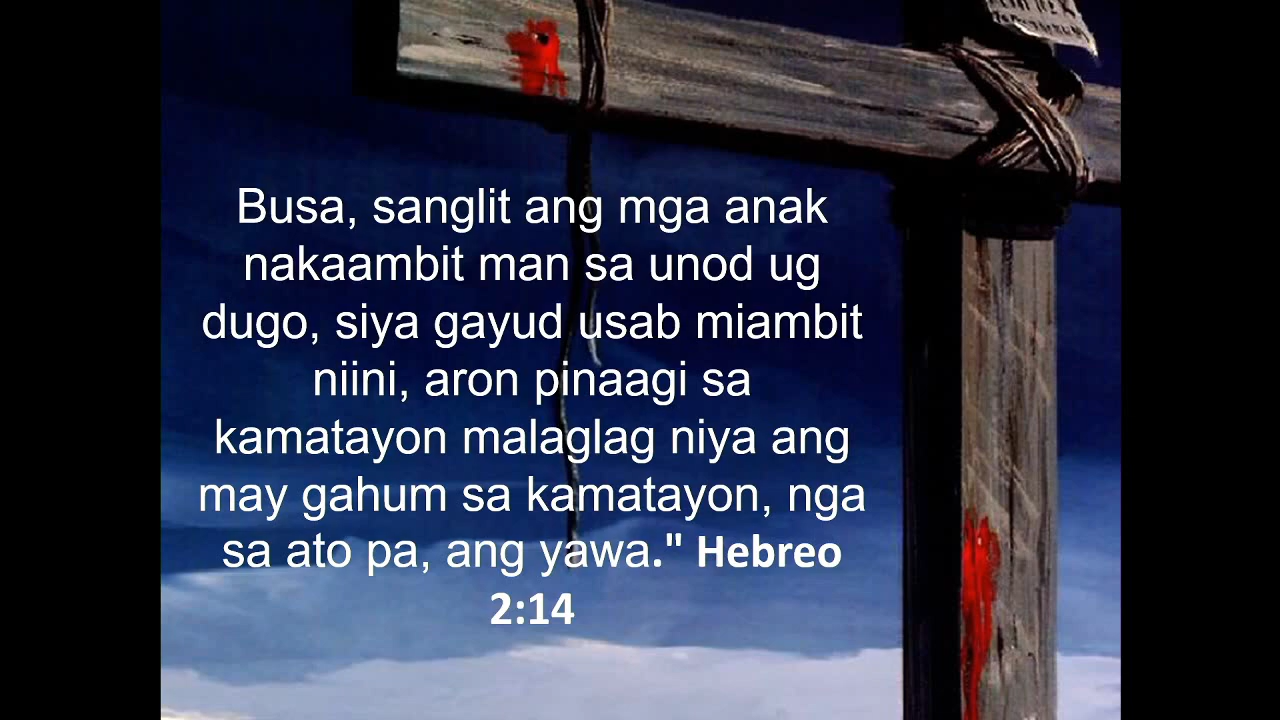 Busa, sanglit ang mga anak
nakaambit man sa unod ug
dugo, siya gayud usab miambit
niini, aron pinaagi sa
kamatayon malaglag niya ang
may gahum sa kamatayon, nga
sa ato pa, ang yawa." Hebreo
2:14